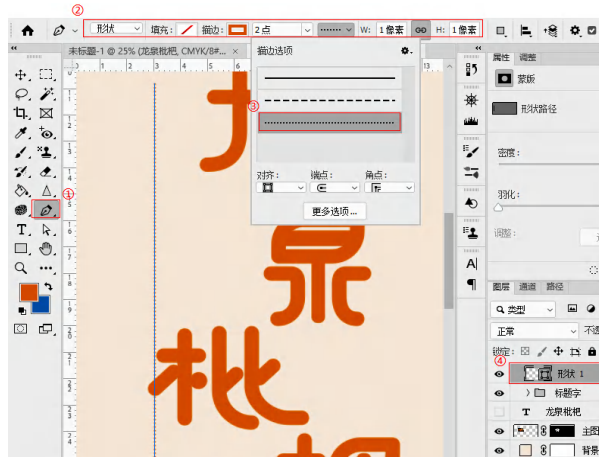 ②
形状 填充: 描边: 2点 W: 1像素 H: 1像素
未标题-1 @ 25% (龙泉枇杷, CMYK/8#... ×
描边选项
属性 调整
蒙版
形状路径
③
密度:
对齐: 端点: 角点:
羽化:
更多选项...
①
调整:
泉
枇
图层 通道 路径
类型
正常 不透
锁定:
④
形状 1
标题字
T 龙泉枇杷
主图
背景